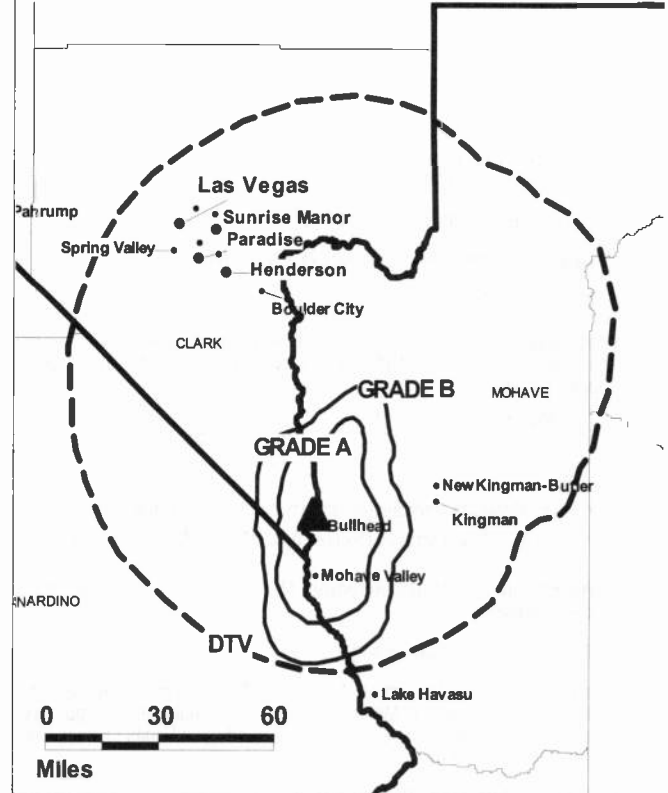 Las Vegas
Pahrump
Sunrise Manor
Spring Valley
Paradise
Henderson
Boulder City
CLARK
GRADE B
MOHAVE
GRADE A
New Kingman-Butler
Kingman
Bullhead
Mohave Valley
NARDINO
DTV
Lake Havasu
0 30 60
Miles